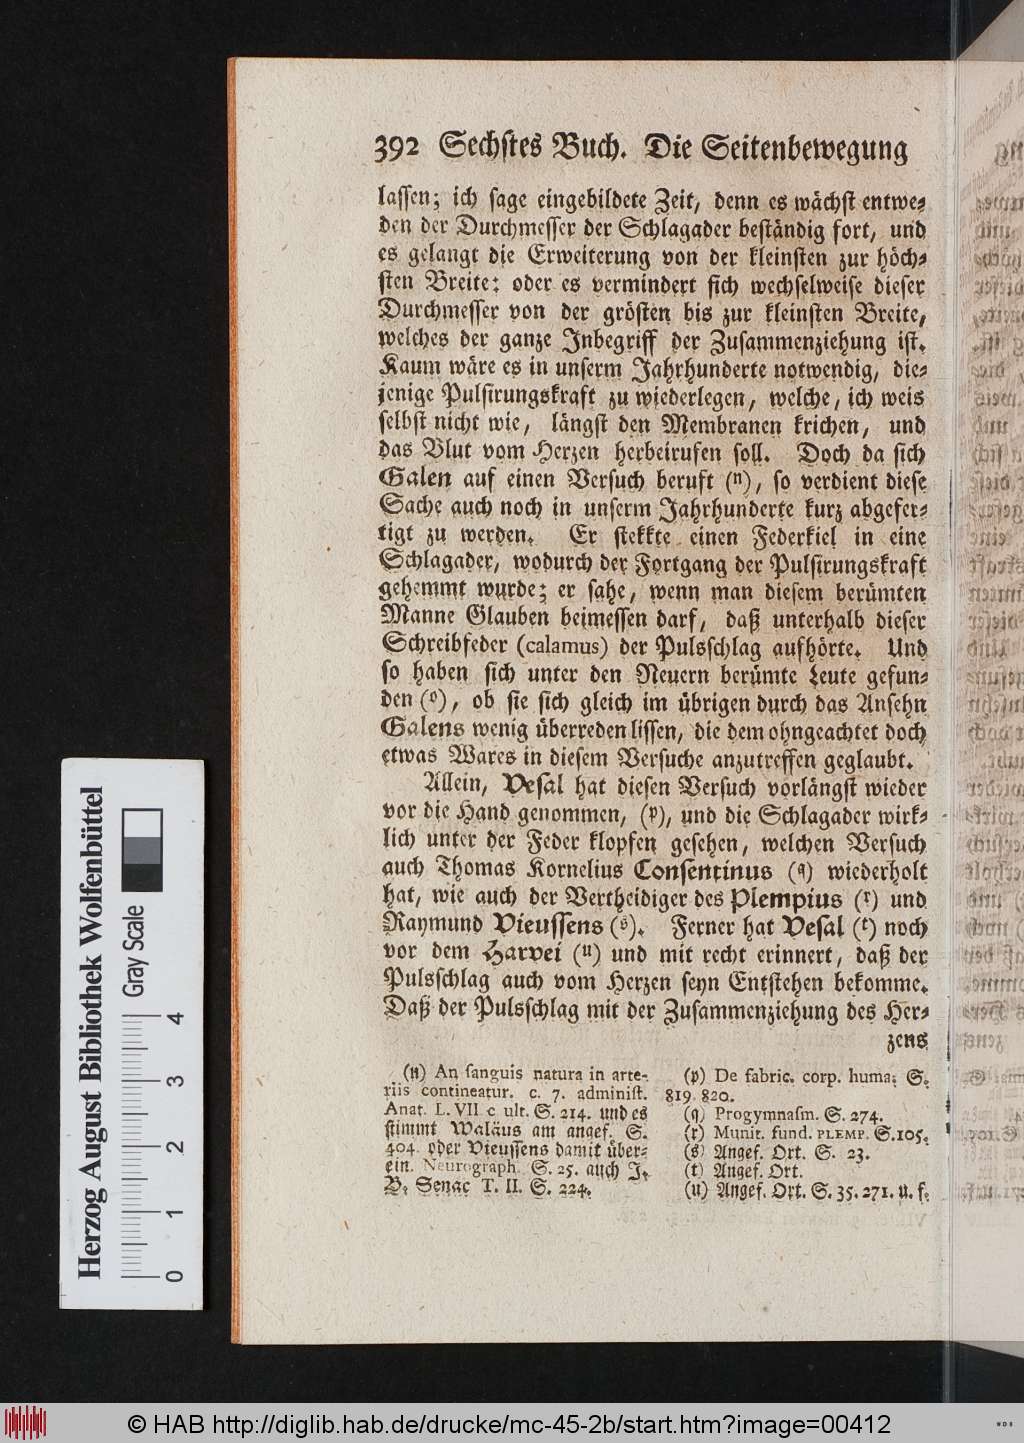 392 Sechstes Buch. Die Seitenbewegung
lassen; ich sage eingebildete Zeit, denn es wächst entwe-
den der Durchmesser der Schlagader beständig fort, und
es gelangt die Erweiterung von der kleinsten zur höch-
sten Breite: oder es vermindert sich wechselweise dieser
Durchmesser von der grösten bis zur kleinsten Breite,
welches der ganze Inbegriff der Zusammenziehung ist.
Kaum wäre es in unserm Jahrhunderte notwendig, die-
jenige Pulsirungskraft zu wiederlegen, welche, ich weis
selbst nicht wie, längst den Membranen krichen, und
das Blut vom Herzen herbeirufen soll. Doch da sich
Galen auf einen Versuch beruft (n), so verdient diese
Sache auch noch in unserm Jahrhunderte kurz abgefer-
tigt zu werden. Er stekkte einen Federkiel in eine
Schlagader, wodurch der Fortgang der Pulsirungskraft
gehemmt wurde; er sahe, wenn man diesem berümten
Manne Glauben beimessen darf, daß unterhalb dieser
Schreibfeder (calamus) der Pulsschlag aufhörte. Und
so haben sich unter den Neuern berümte Leute gefun-
den (o), ob sie sich gleich im übrigen durch das Ansehn
Galens wenig überreden lissen, die dem ohngeachtet doch
etwas Wares in diesem Versuche anzutreffen geglaubt.
Allein, Vesal hat diesen Versuch vorlängst wieder
vor die Hand genommen, (p), und die Schlagader wirk-
lich unter der Feder klopfen gesehen, welchen Versuch
auch Thomas Kornelius Consentinus (q) wiederholt
hat, wie auch der Vertheidiger des Plempius (r) und
Raymund Vieussens (s). Ferner hat Vesal (t) noch
vor dem Harvei (u) und mit recht erinnert, daß der
Pulsschlag auch vom Herzen seyn Entstehen bekomme.
Daß der Pulsschlag mit der Zusammenziehung des Her-
zens
(n) An sanguis natura in arte-
riis contineatur. c. 7. administ.
Anat. L. VII c ult. S. 214. und es
stimmt Waläus am angef. S.
404. oder Vieussens damit über-
ein. Neurograph. S. 25. auch J.
B. Senac T. II. S. 224.
(p) De fabric. corp. huma: S.
819. 820.
(q) Progymnasm. S. 274.
(r) Munit. fund. PLEMP. S. 105.
(s) Angef. Ort. S. 23.
(t) Angef. Ort.
(u) Angef. Ort. S. 35. 271. u. f.
Herzog August Bibliothek Wolfenbüttel
Gray Scale
0 1 2 3 4
© HAB http://diglib.hab.de/drucke/mc-45-2b/start.htm?image=00412